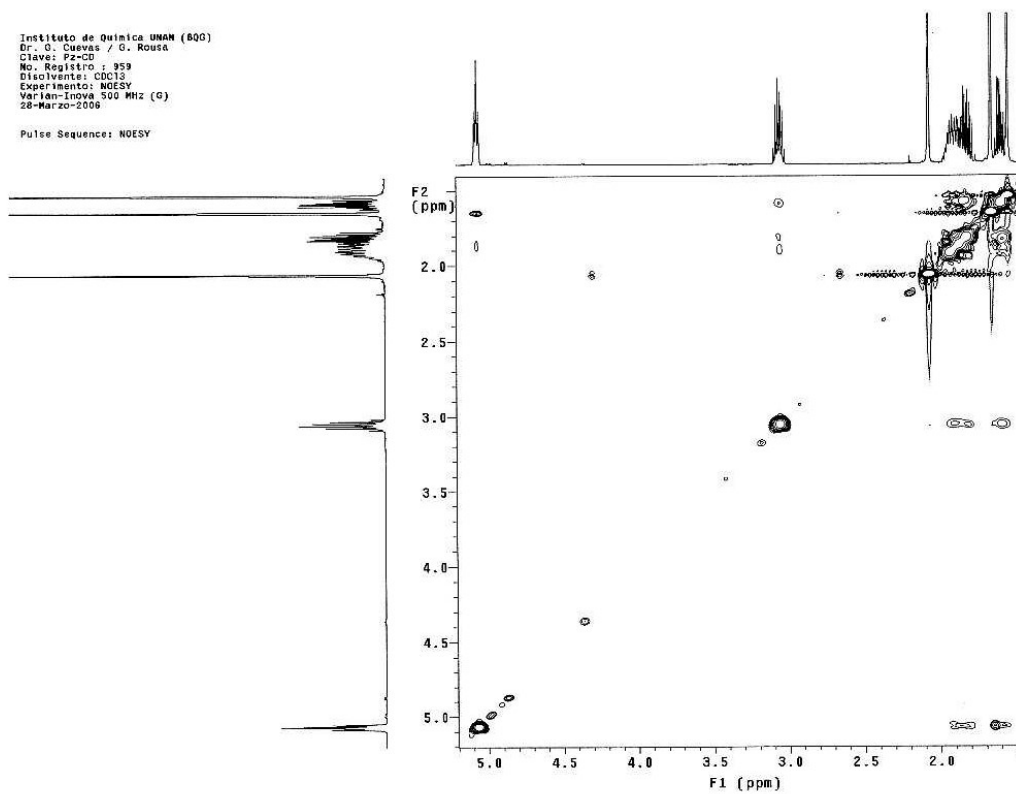 Instituto de Química UNAM (BQG)
Dr. G. Cuevas / G. Rousa
Clave: Pz-CD
No. Registro : 959
Disolvente: CDCl3
Experimento: NOESY
Varian-Inova 500 MHz (G)
28-Marzo-2006
Pulse Sequence: NOESY
F2
(ppm)
2.0
2.5
3.0
3.5
4.0
4.5
5.0
5.0 4.5 4.0 3.5 3.0 2.5 2.0
F1 (ppm)